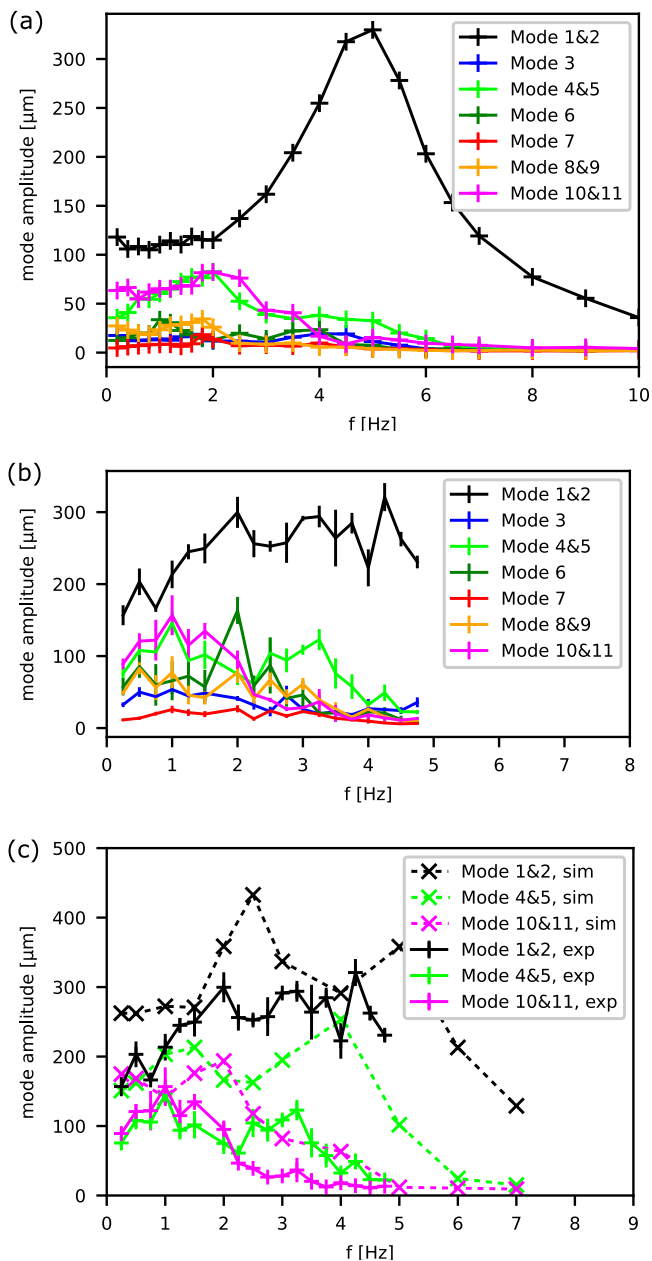 (a)
mode amplitude [µm]
300
250
200
150
100
50
0
Mode 1&2
Mode 3
Mode 4&5
Mode 6
Mode 7
Mode 8&9
Mode 10&11
0 2 4 6 8 10
f [Hz]
(b)
mode amplitude [µm]
300
200
100
0
Mode 1&2
Mode 3
Mode 4&5
Mode 6
Mode 7
Mode 8&9
Mode 10&11
0 1 2 3 4 5 6 7 8
f [Hz]
(c)
mode amplitude [µm]
500
400
300
200
100
0
Mode 1&2, sim
Mode 4&5, sim
Mode 10&11, sim
Mode 1&2, exp
Mode 4&5, exp
Mode 10&11, exp
0 1 2 3 4 5 6 7 8 9
f [Hz]